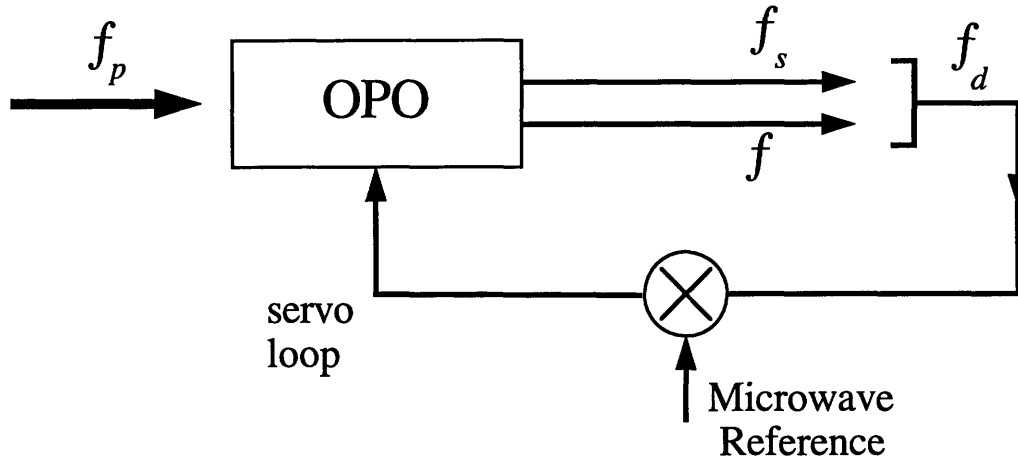 f_p
OPO
f_s
f
f_d
servo
loop
Microwave
Reference